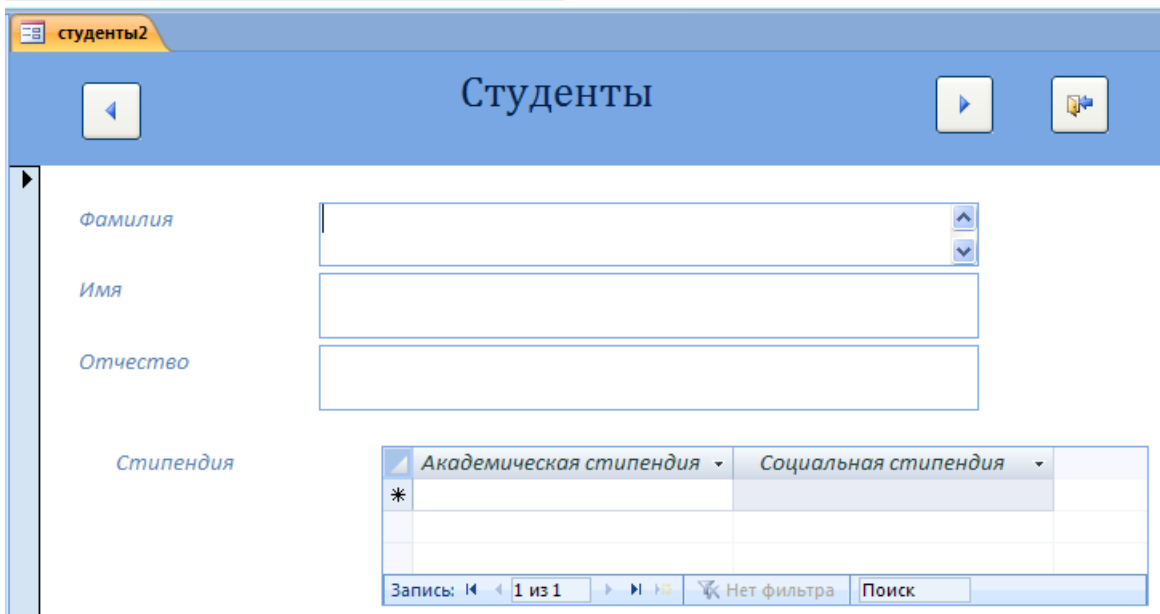 студенты2
Студенты
Фамилия
Имя
Отчество
Стипендия
Академическая стипендия Социальная стипендия
Запись: 1 из 1 Нет фильтра Поиск